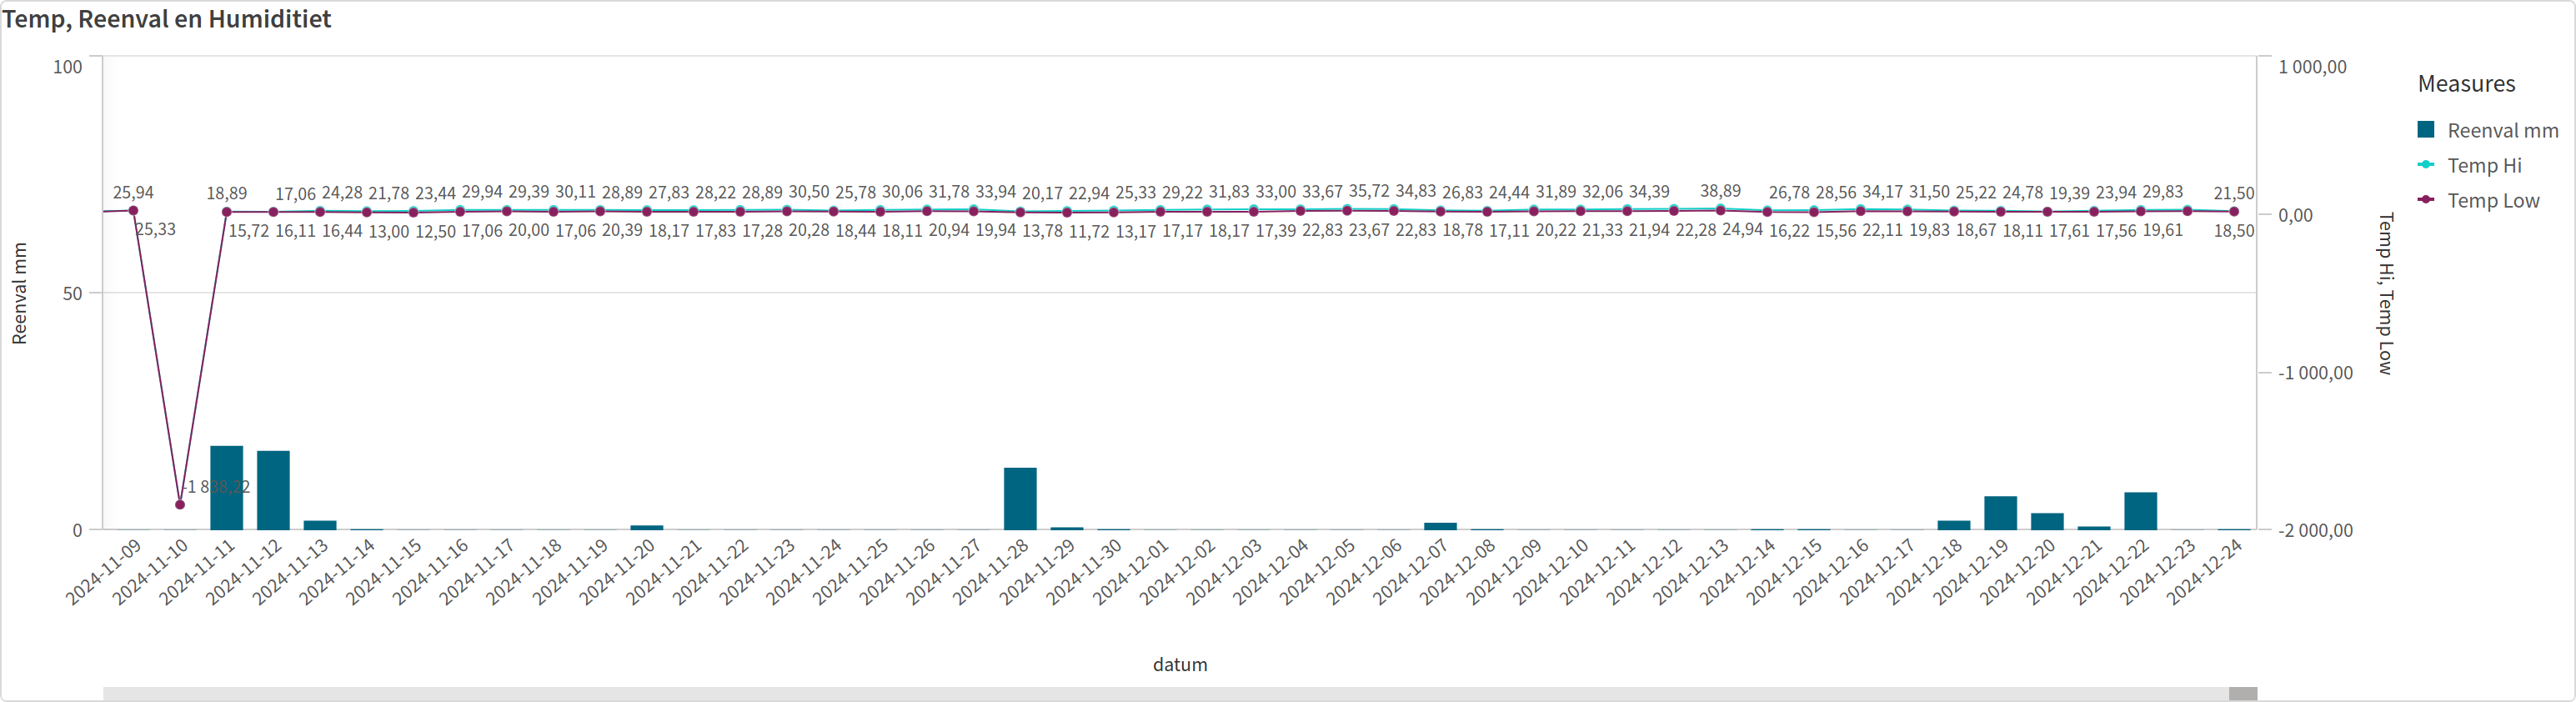 Temp, Reenval en Humiditiet
100
50
0
Reenval mm
25,94 18,89 17,06 24,28 21,78 23,44 29,94 29,39 30,11 28,89 27,83 28,22 28,89 30,50 25,78 30,06 31,78 33,94 20,17 22,94 25,33 29,22 31,83 33,00 33,67 35,72 34,83 26,83 24,44 31,89 32,06 34,39 38,89 26,78 28,56 34,17 31,50 25,22 24,78 19,39 23,94 29,83 21,50
25,33 15,72 16,11 16,44 13,00 12,50 17,06 20,00 17,06 20,39 18,17 17,83 17,28 20,28 18,44 18,11 20,94 19,94 13,78 11,72 13,17 17,17 18,17 17,39 22,83 23,67 22,83 18,78 17,11 20,22 21,33 21,94 22,28 24,94 16,22 15,56 22,11 19,83 18,67 18,11 17,61 17,56 19,61 18,50
-1 838,22
2024-11-09 2024-11-10 2024-11-11 2024-11-12 2024-11-13 2024-11-14 2024-11-15 2024-11-16 2024-11-17 2024-11-18 2024-11-19 2024-11-20 2024-11-21 2024-11-22 2024-11-23 2024-11-24 2024-11-25 2024-11-26 2024-11-27 2024-11-28 2024-11-29 2024-11-30 2024-12-01 2024-12-02 2024-12-03 2024-12-04 2024-12-05 2024-12-06 2024-12-07 2024-12-08 2024-12-09 2024-12-10 2024-12-11 2024-12-12 2024-12-13 2024-12-14 2024-12-15 2024-12-16 2024-12-17 2024-12-18 2024-12-19 2024-12-20 2024-12-21 2024-12-22 2024-12-23 2024-12-24
datum
1 000,00
0,00
-1 000,00
-2 000,00
Temp Hi, Temp Low
Measures
Reenval mm
Temp Hi
Temp Low